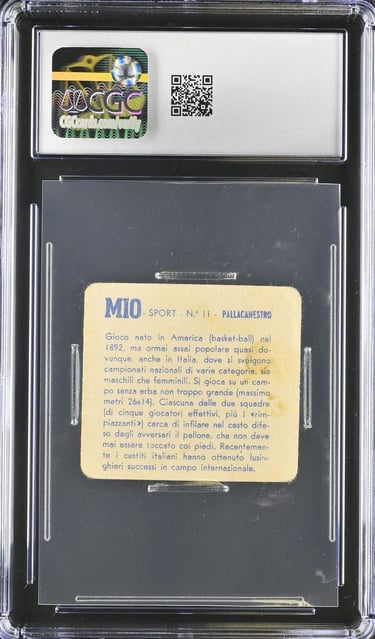 CGC
CGCcards.com/verify
MIO - SPORT - N.° 11 - PALLACANESTRO
Gioco nato in America (basket-ball) nel
1892, ma ormai assai popolare quasi do-
vunque, anche in Italia, dove si svolgono
campionati nazionali di varie categorie, sia
maschili che femminili. Si gioca su un cam-
po senza erba non troppo grande (massimo
metri 26x14). Ciascuna delle due squadre
(di cinque giocatori effettivi, più i «rim-
piazzanti») cerca di infilare nel cesto dife-
so dagli avversari il pallone, che non deve
mai essere toccato coi piedi. Recentemen-
te i cestiti italiani hanno ottenuto lusin-
ghieri successi in campo internazionale.